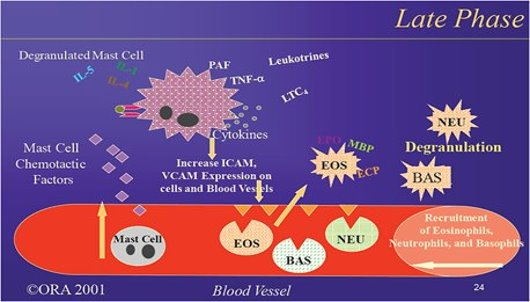 Late Phase
Degranulated Mast Cell
IL-5
IL-1
IL-4
PAF
TNF-α
Leukotrines
LTC4
Cytokines
Mast Cell
Chemotactic
Factors
Increase ICAM,
VCAM Expression on
cells and Blood Vessels
EPO
MBP
ECP
EOS
NEU
Degranulation
BAS
Mast Cell
EOS
BAS
NEU
Recruitment
of Eosinophils,
Neutrophils, and Basophils
©ORA 2001
Blood Vessel
24